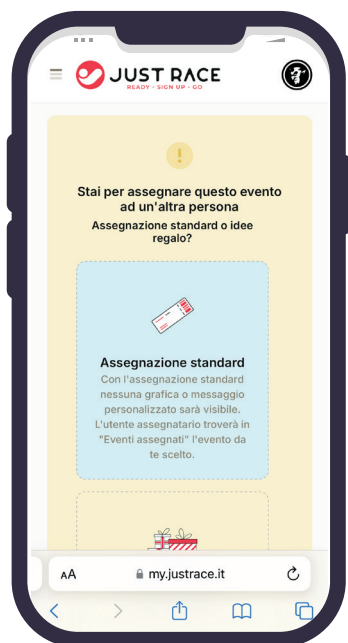 JUST RACE
READY - SIGN UP - GO
!
Stai per assegnare questo evento
ad un'altra persona
Assegnazione standard o idee
regalo?
Assegnazione standard
Con l'assegnazione standard
nessuna grafica o messaggio
personalizzato sarà visibile.
L'utente assegnatario troverà in
"Eventi assegnati" l'evento da
te scelto.
AA my.justrace.it